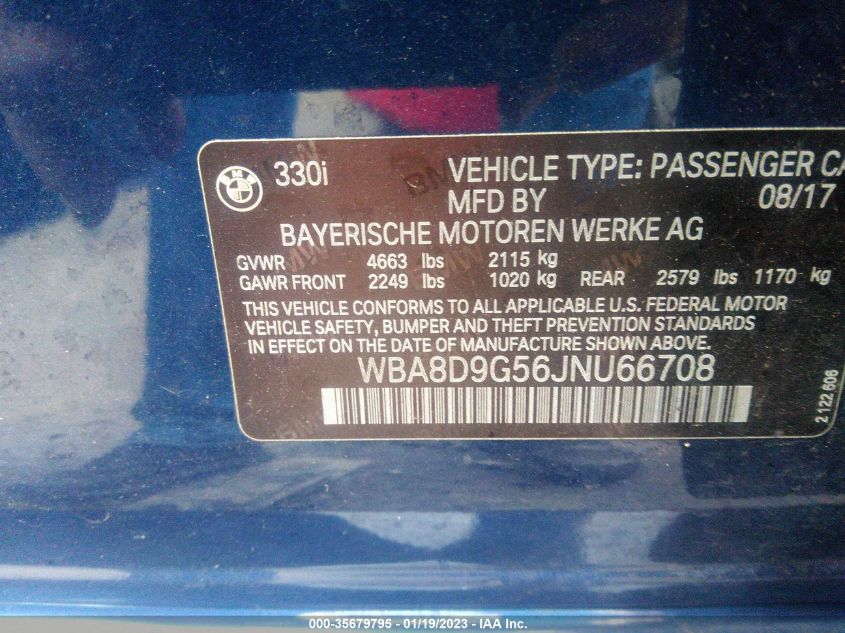 BMW 330i VEHICLE TYPE: PASSENGER CA
MFD BY 08/17
BAYERISCHE MOTOREN WERKE AG
GVWR 4663 lbs 2115 kg
GAWR FRONT 2249 lbs 1020 kg REAR 2579 lbs 1170 kg
THIS VEHICLE CONFORMS TO ALL APPLICABLE U.S. FEDERAL MOTOR
VEHICLE SAFETY, BUMPER AND THEFT PREVENTION STANDARDS
IN EFFECT ON THE DATE OF MANUFACTURE SHOWN ABOVE.
WBA8D9G56JNU66708
2 122 606
000-35679795 - 01/19/2023 - IAA Inc.